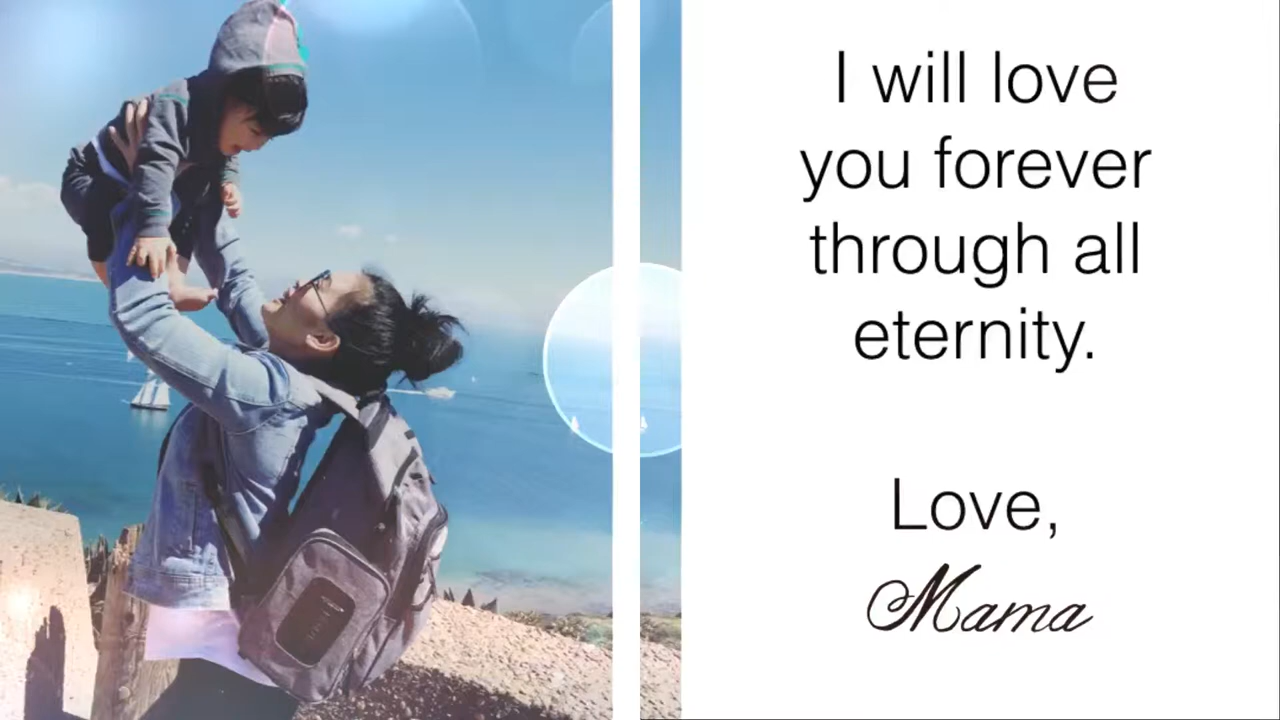 I will love
you forever
through all
eternity.
Love,
Mama